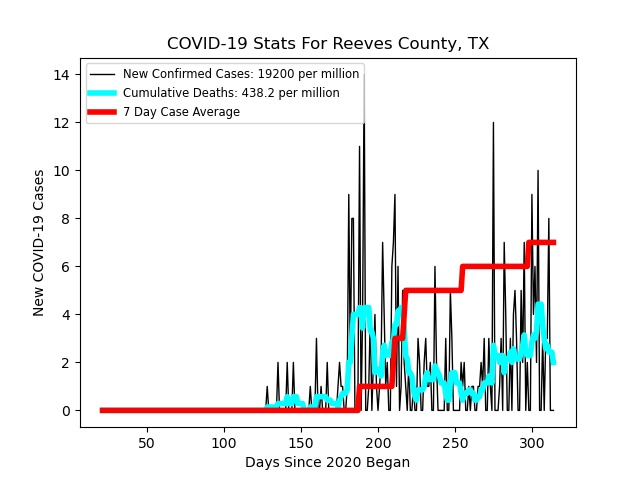 COVID-19 Stats For Reeves County, TX
New Confirmed Cases: 19200 per million
Cumulative Deaths: 438.2 per million
7 Day Case Average
New COVID-19 Cases
14
12
10
8
6
4
2
0
50 100 150 200 250 300
Days Since 2020 Began